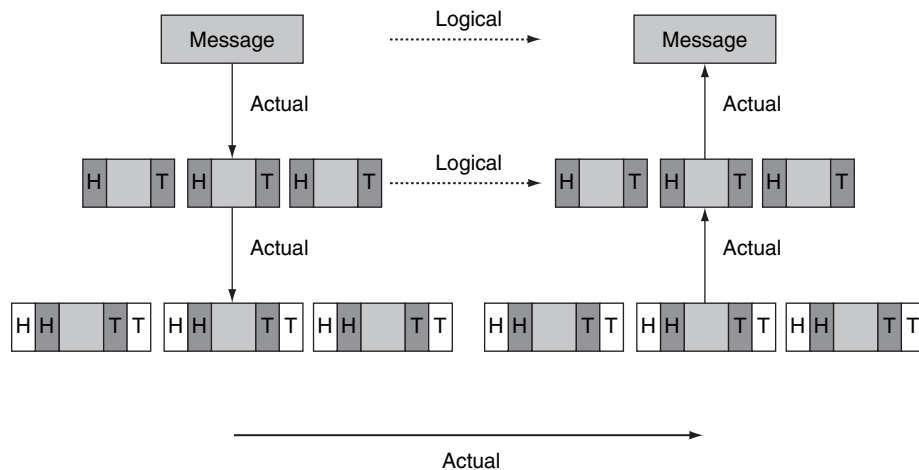 Logical
Message Message
Actual Actual
Logical
H T H T H T H T H T H T
Actual Actual
H H T T H H T T H H T T H H T T H H T T H H T T
Actual